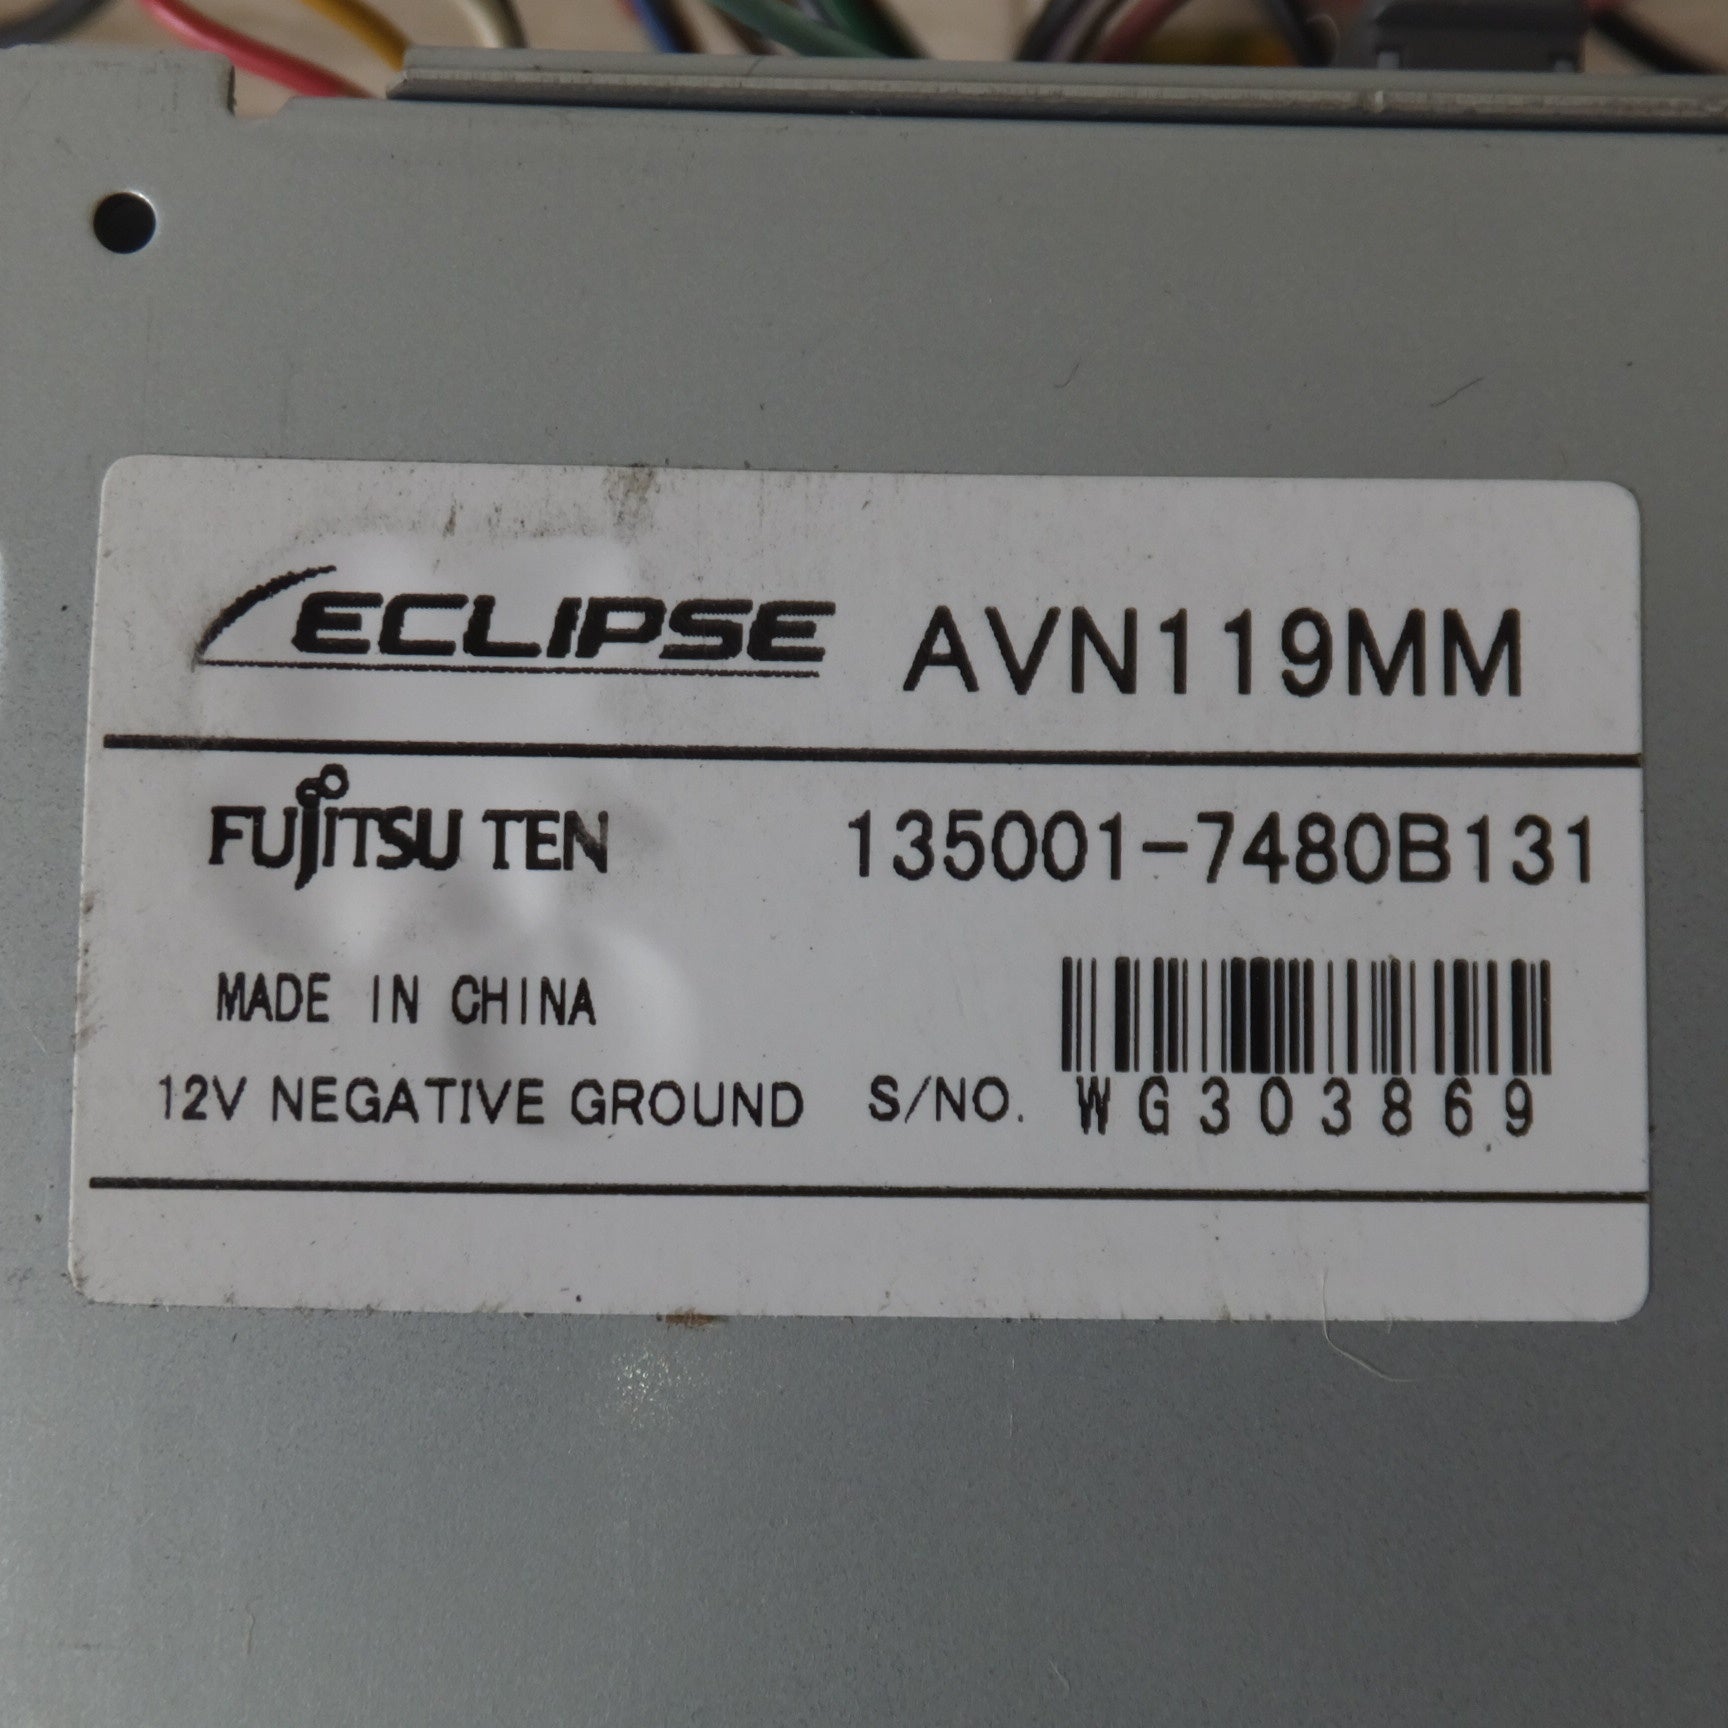 ECLIPSE AVN119MM
FUJITSU TEN 135001-7480B131
MADE IN CHINA
12V NEGATIVE GROUND S/NO. WG303869